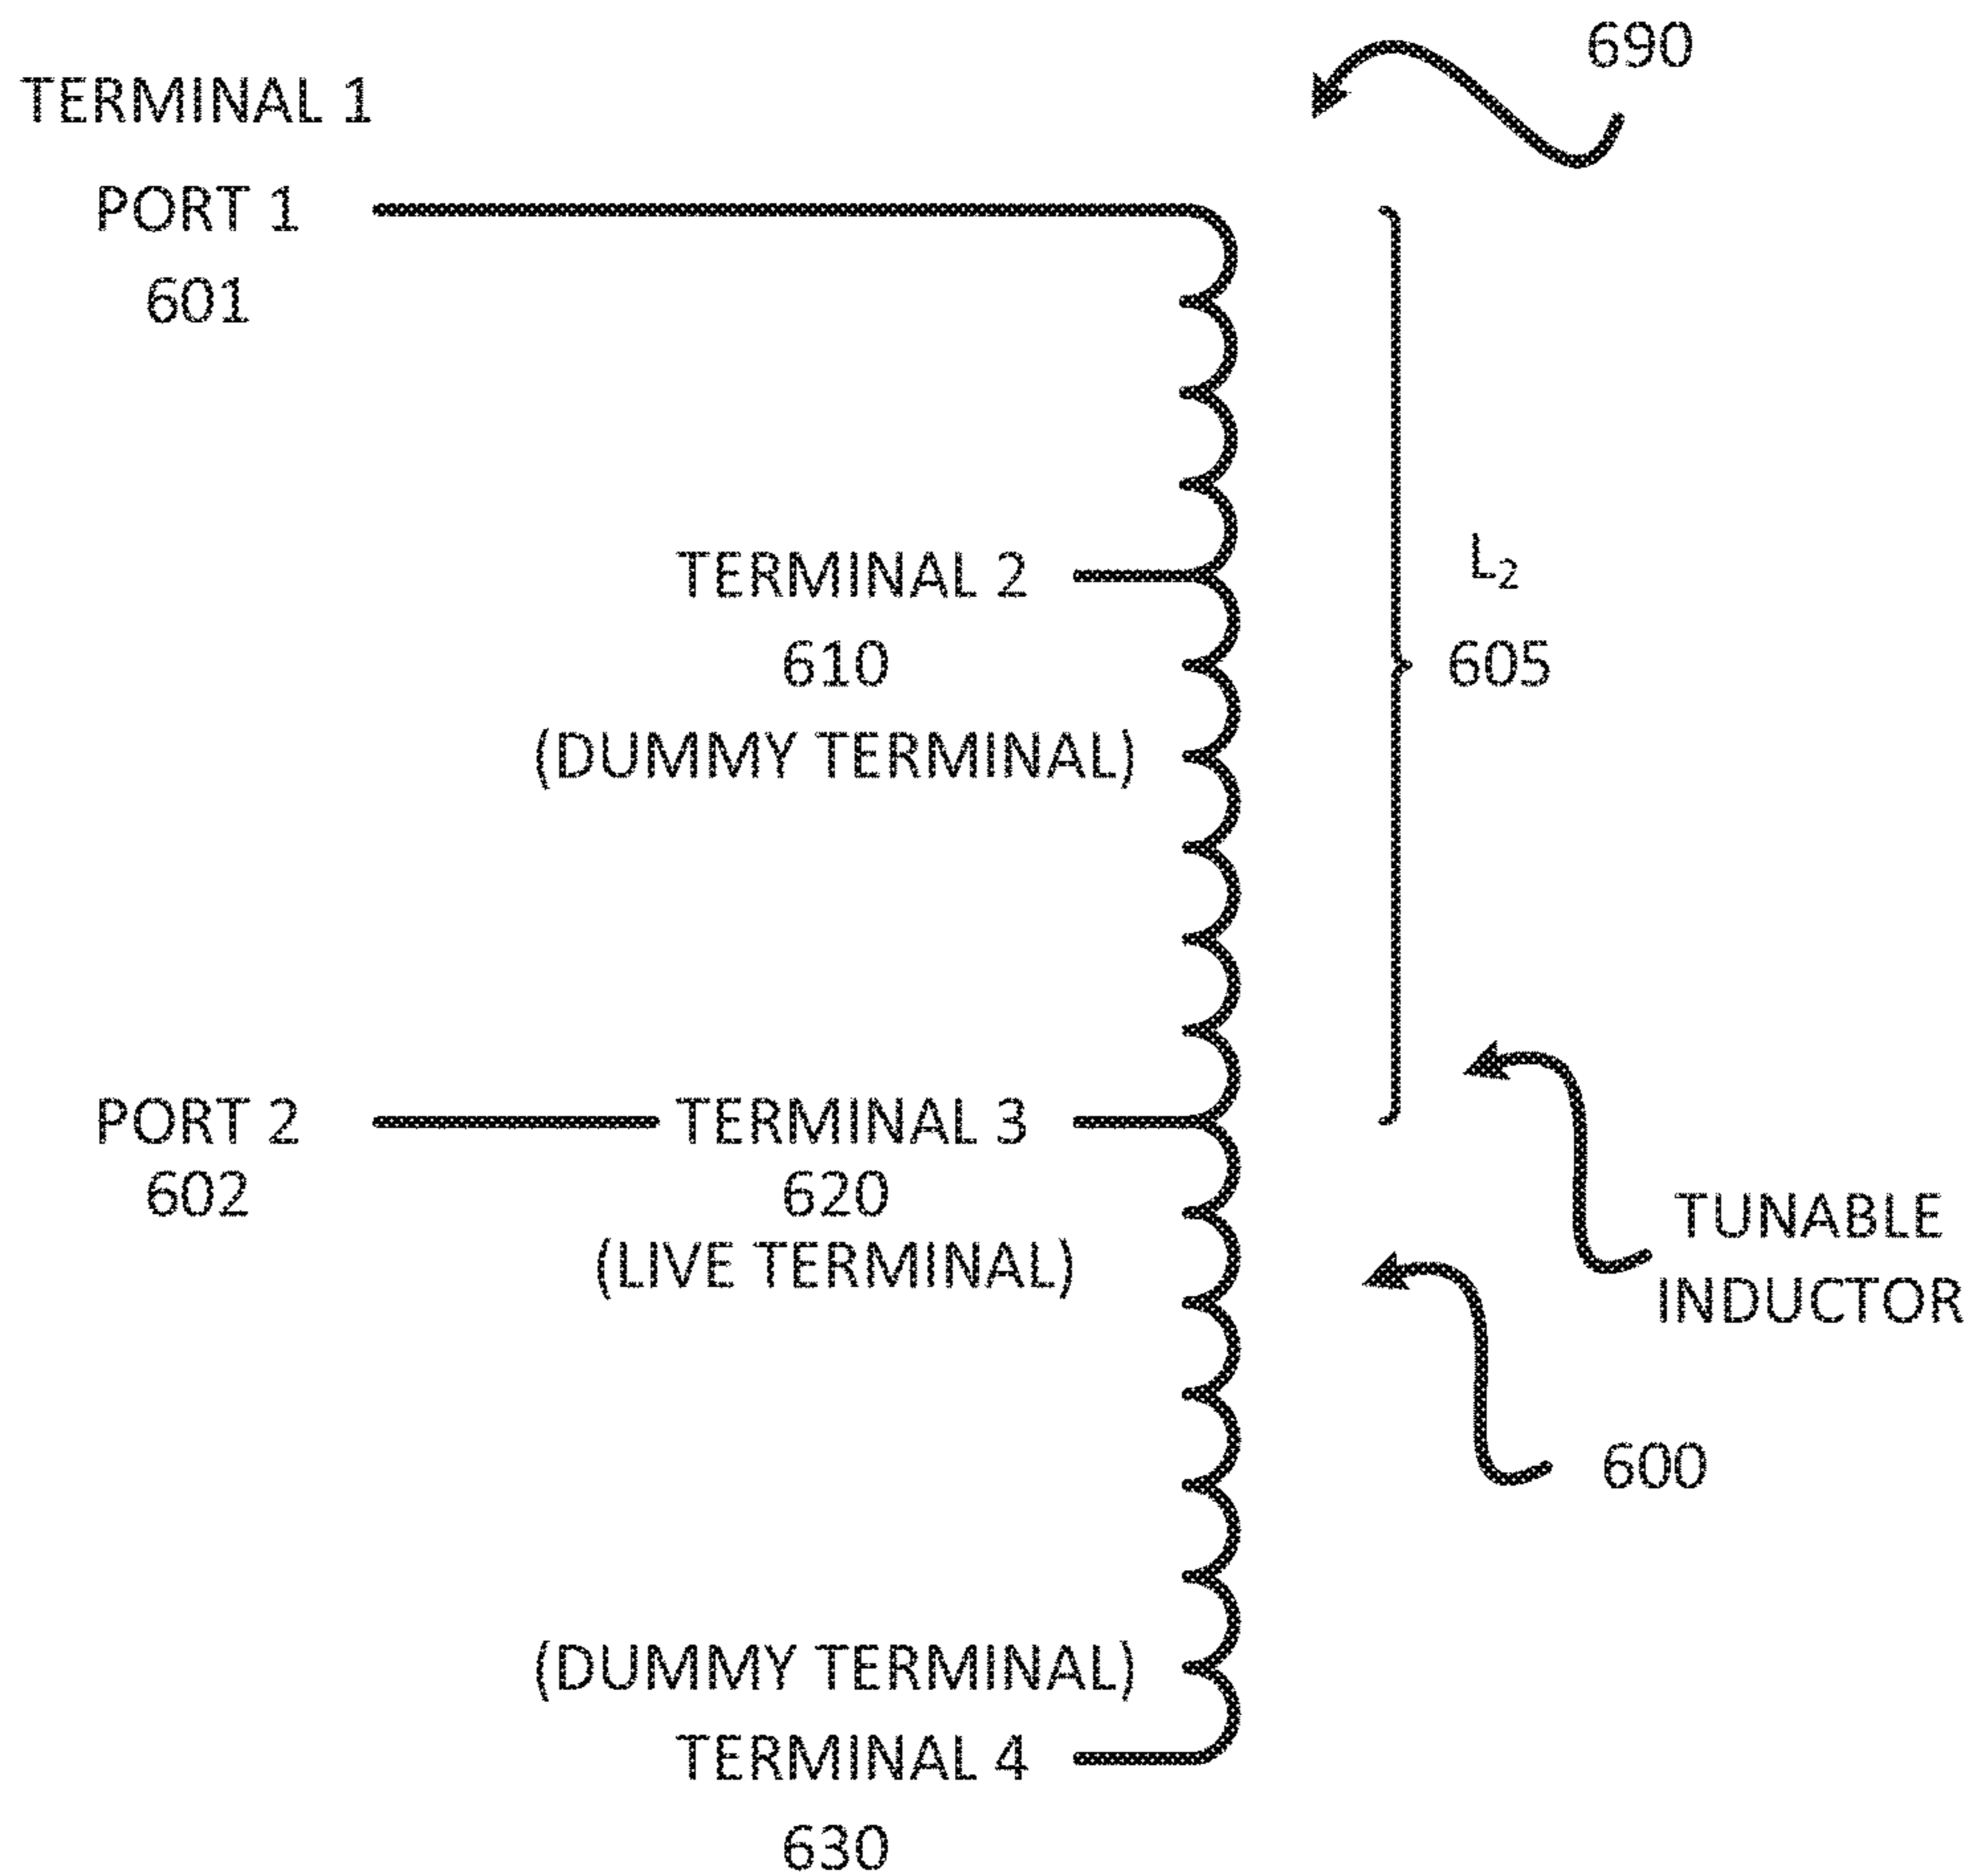 690
TERMINAL 1
PORT 1
601
TERMINAL 2
L₂
610
605
(DUMMY TERMINAL)
PORT 2
TERMINAL 3
602
620
(LIVE TERMINAL)
TUNABLE
INDUCTOR
600
(DUMMY TERMINAL)
TERMINAL 4
630